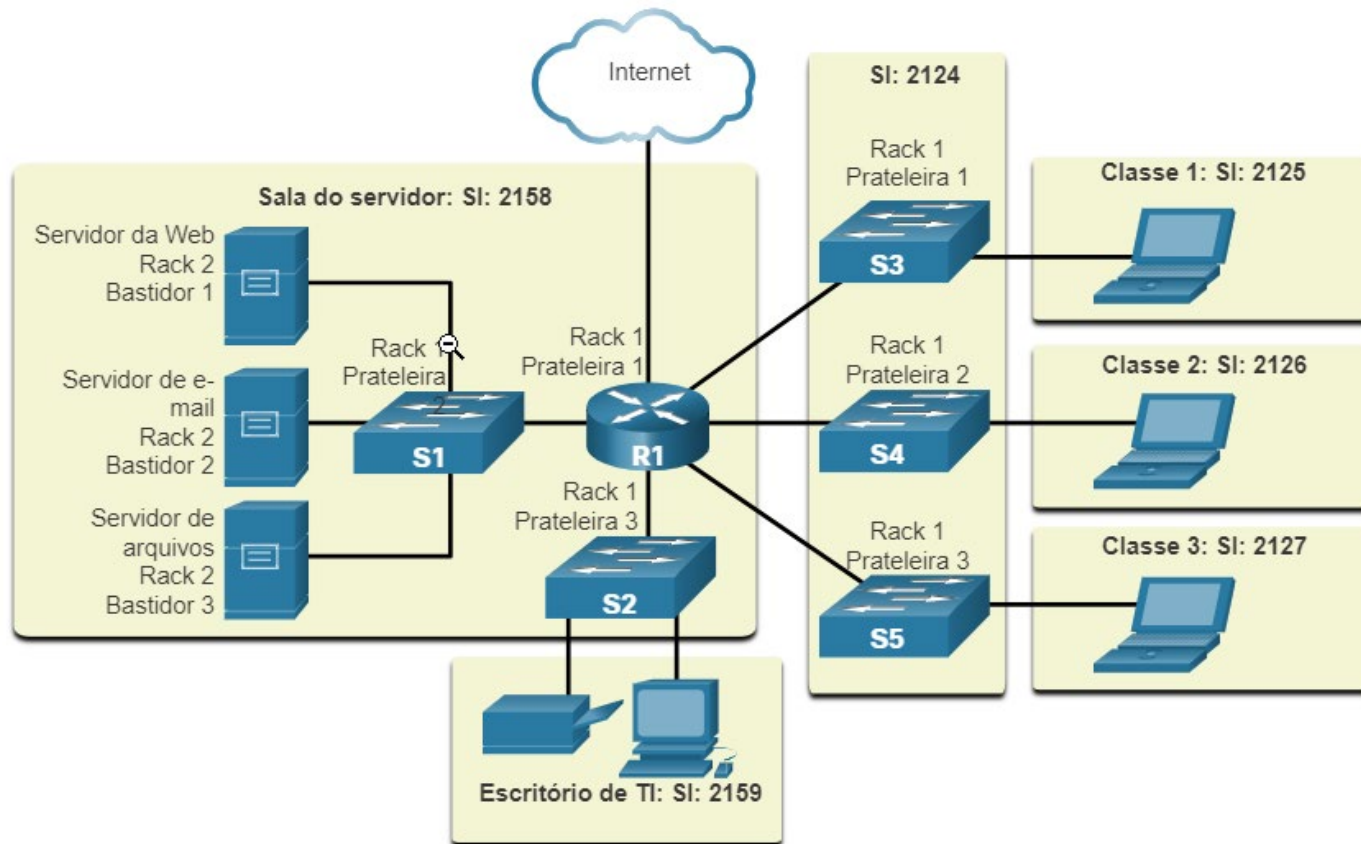 Internet
SI: 2124
Rack 1
Prateleira 1
S3
Classe 1: SI: 2125
Sala do servidor: SI: 2158
Servidor da Web
Rack 2
Bastidor 1
Rack 1
Prateleira
2
S1
Rack 1
Prateleira 1
R1
Servidor de e-
mail
Rack 2
Bastidor 2
Rack 1
Prateleira 2
S4
Classe 2: SI: 2126
Servidor de
arquivos
Rack 2
Bastidor 3
Rack 1
Prateleira 3
S2
Rack 1
Prateleira 3
S5
Classe 3: SI: 2127
Escritório de TI: SI: 2159